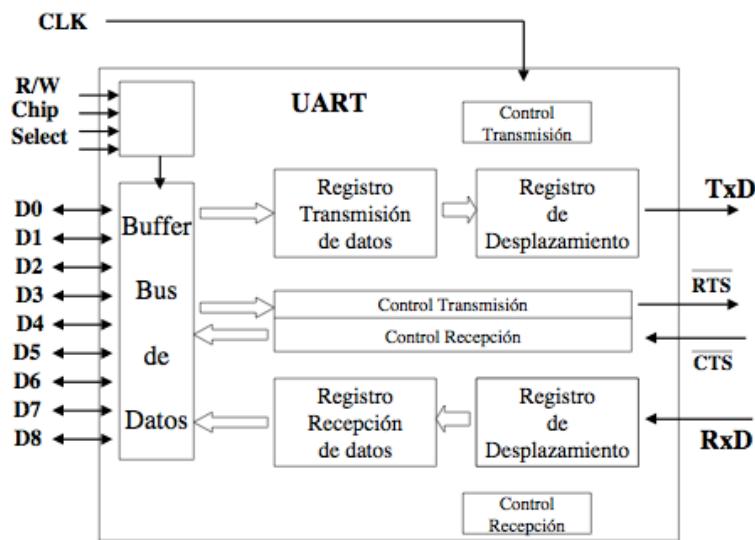 CLK
R/W
Chip
Select
UART
Control
Transmisión
D0
D1
D2
D3
D4
D5
D6
D7
D8
Buffer
Bus
de
Datos
Registro
Transmisión
de datos
Registro
de
Desplazamiento
TxD
Control Transmisión
RTS
Control Recepción
CTS
Registro
Recepción
de datos
Registro
de
Desplazamiento
RxD
Control
Recepción